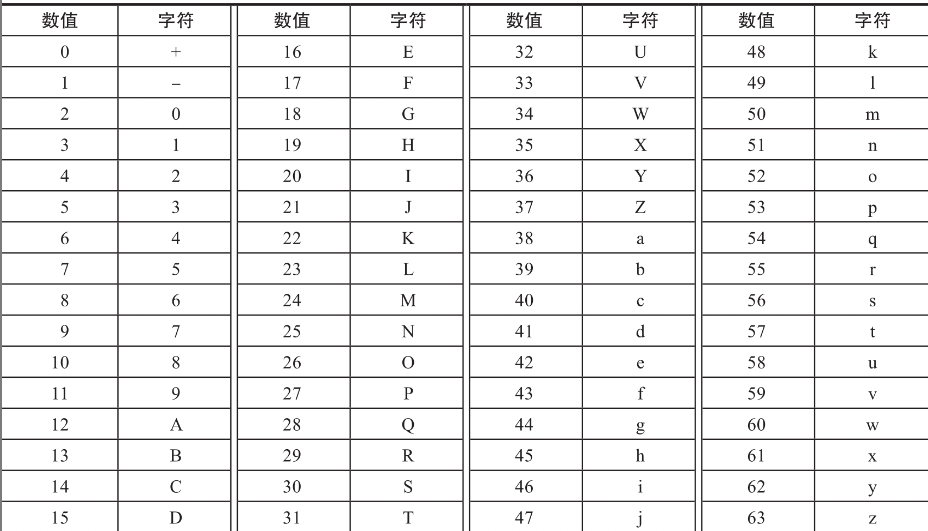 数值 字符 数值 字符 数值 字符 数值 字符
0 + 16 E 32 U 48 k
1 – 17 F 33 V 49 l
2 0 18 G 34 W 50 m
3 1 19 H 35 X 51 n
4 2 20 I 36 Y 52 o
5 3 21 J 37 Z 53 p
6 4 22 K 38 a 54 q
7 5 23 L 39 b 55 r
8 6 24 M 40 c 56 s
9 7 25 N 41 d 57 t
10 8 26 O 42 e 58 u
11 9 27 P 43 f 59 v
12 A 28 Q 44 g 60 w
13 B 29 R 45 h 61 x
14 C 30 S 46 i 62 y
15 D 31 T 47 j 63 z